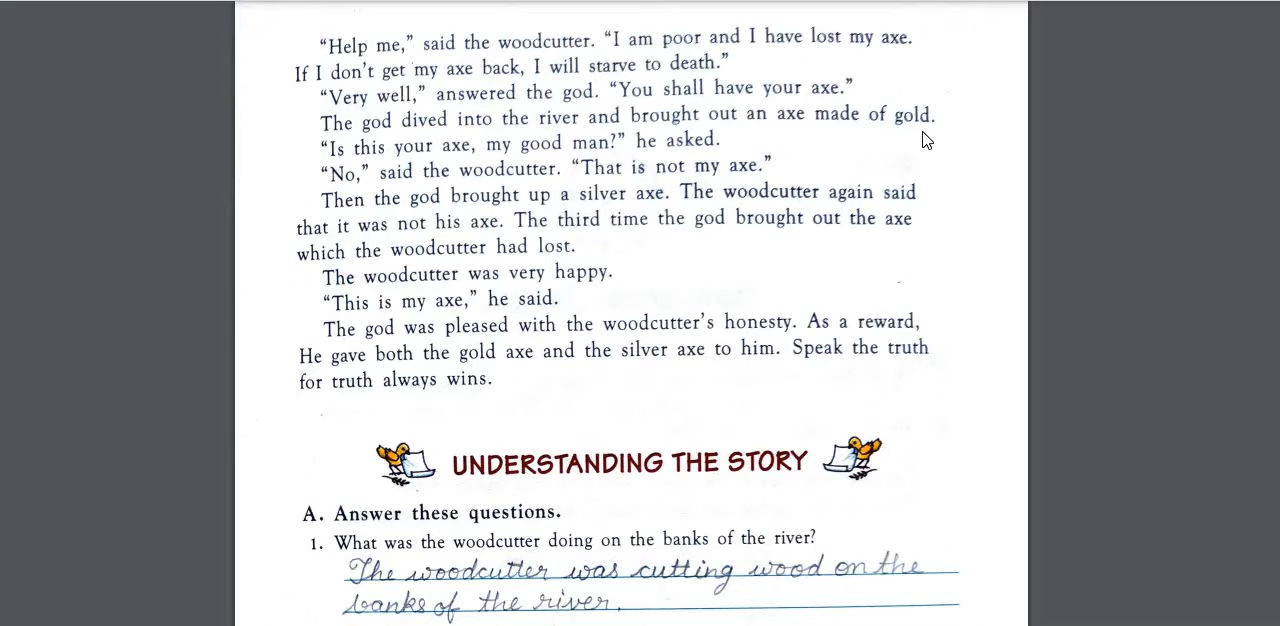 “Help me,” said the woodcutter. “I am poor and I have lost my axe.
If I don’t get my axe back, I will starve to death.”
“Very well,” answered the god. “You shall have your axe.”
The god dived into the river and brought out an axe made of gold.
“Is this your axe, my good man?” he asked.
“No,” said the woodcutter. “That is not my axe.”
Then the god brought up a silver axe. The woodcutter again said
that it was not his axe. The third time the god brought out the axe
which the woodcutter had lost.
The woodcutter was very happy.
“This is my axe,” he said.
The god was pleased with the woodcutter’s honesty. As a reward,
He gave both the gold axe and the silver axe to him. Speak the truth
for truth always wins.
UNDERSTANDING THE STORY
A. Answer these questions.
1. What was the woodcutter doing on the banks of the river?
The woodcutter was cutting wood on the
banks of the river.